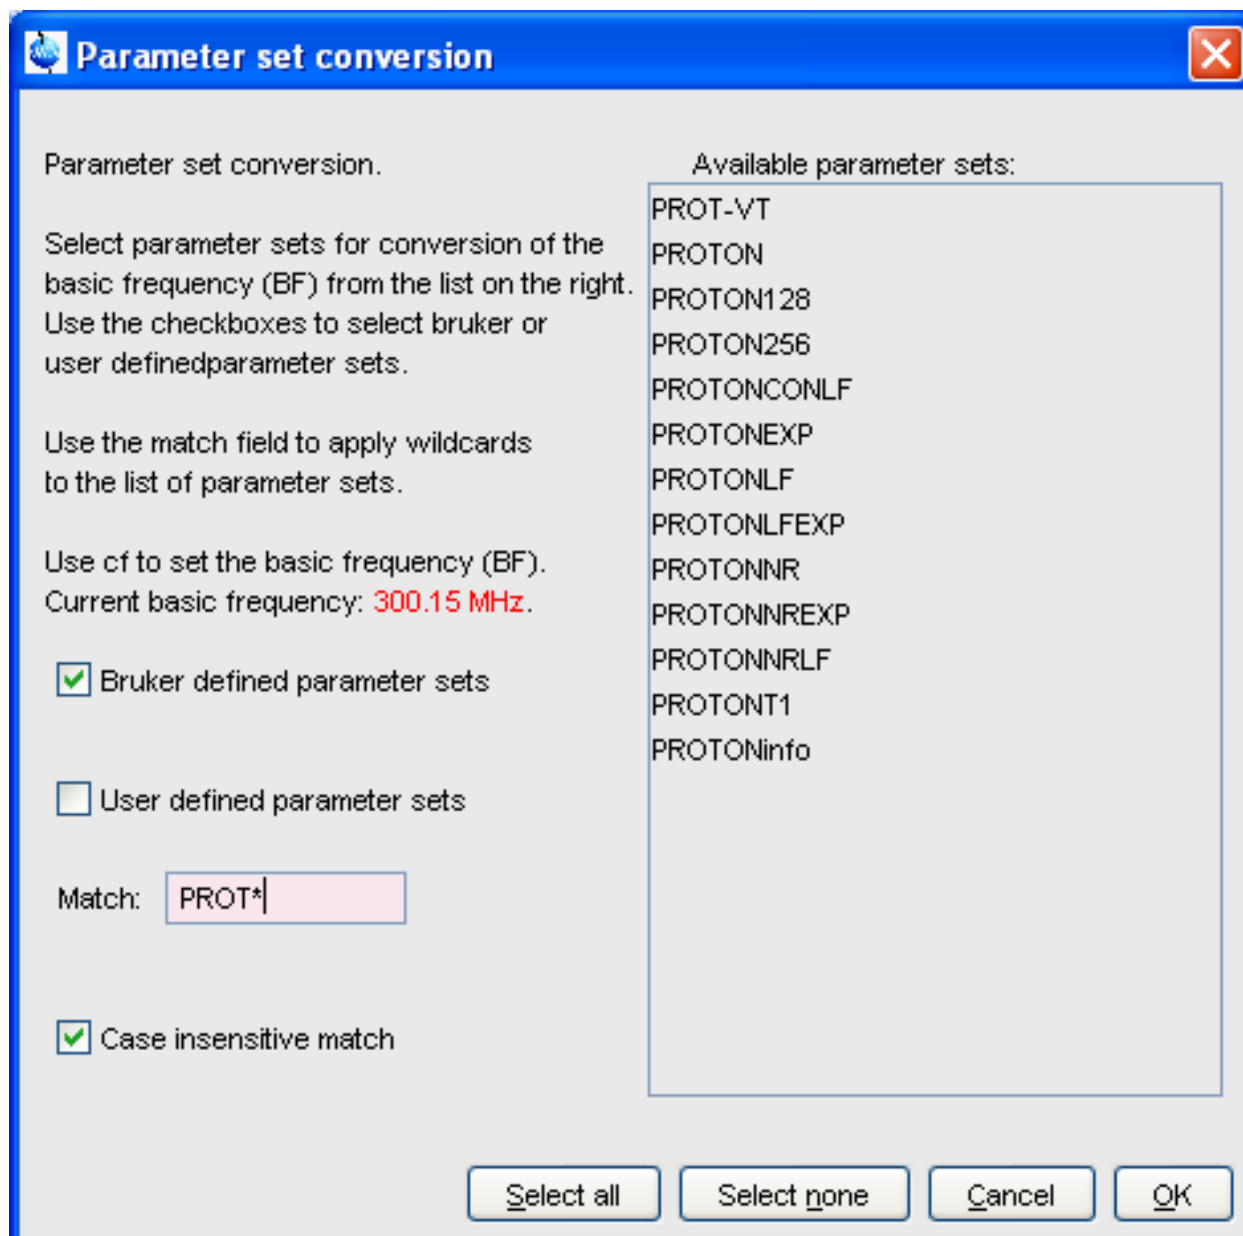 Parameter set conversion
Parameter set conversion.
Select parameter sets for conversion of the
basic frequency (BF) from the list on the right.
Use the checkboxes to select bruker or
user definedparameter sets.
Use the match field to apply wildcards
to the list of parameter sets.
Use cf to set the basic frequency (BF).
Current basic frequency: 300.15 MHz.
Bruker defined parameter sets
User defined parameter sets
Match: PROT*
Case insensitive match
Available parameter sets:
PROT-VT
PROTON
PROTON128
PROTON256
PROTONCONLF
PROTONEXP
PROTONLF
PROTONLFEXP
PROTONNR
PROTONNREXP
PROTONNRLF
PROTONT1
PROTONinfo
Select all Select none Cancel OK